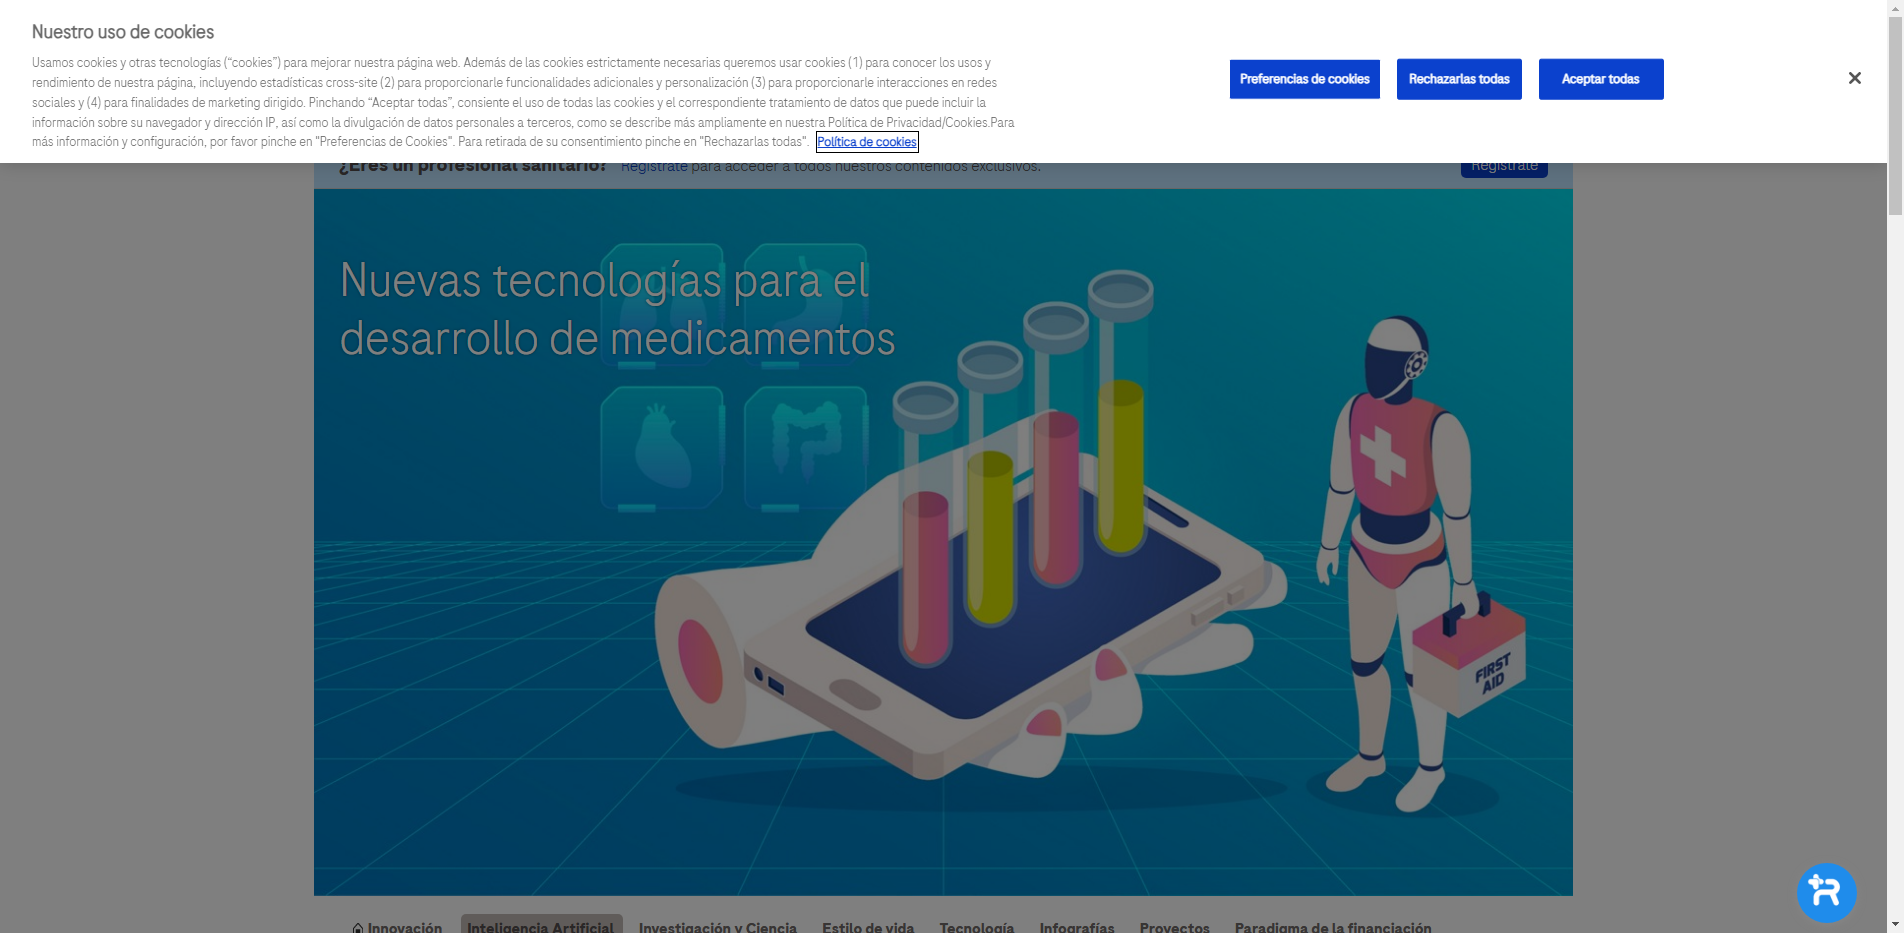 Nuestro uso de cookies
Usamos cookies y otras tecnologías (“cookies”) para mejorar nuestra página web. Además de las cookies estrictamente necesarias queremos usar cookies (1) para conocer los usos y
rendimiento de nuestra página, incluyendo estadísticas cross-site (2) para proporcionarle funcionalidades adicionales y personalización (3) para proporcionarle interacciones en redes
sociales y (4) para finalidades de marketing dirigido. Pinchando “Aceptar todas”, consiente el uso de todas las cookies y el correspondiente tratamiento de datos que puede incluir la
información sobre su navegador y dirección IP, así como la divulgación de datos personales a terceros, como se describe más ampliamente en nuestra Política de Privacidad/Cookies.Para
más información y configuración, por favor pinche en "Preferencias de Cookies". Para retirada de su consentimiento pinche en "Rechazarlas todas". Política de cookies
Preferencias de cookies
Rechazarlas todas
Aceptar todas
¿Eres un profesional sanitario? Regístrate para acceder a todos nuestros contenidos exclusivos.
Regístrate
Nuevas tecnologías para el
desarrollo de medicamentos
FIRST
AID
Innovación Inteligencia Artificial Investigación y Ciencia Estilo de vida Tecnología Infografías Proyectos Paradigma de la financiación